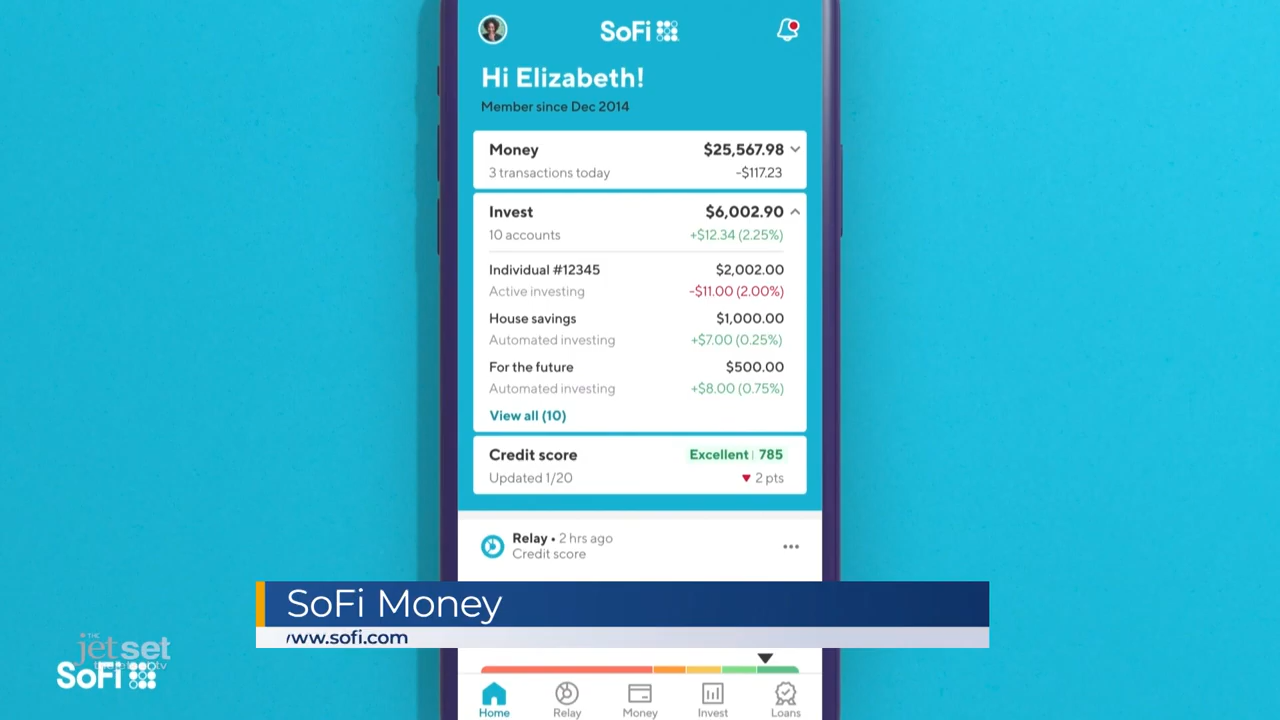 SoFi
Hi Elizabeth!
Member since Dec 2014
Money $25,567.98
3 transactions today -$117.23
Invest $6,002.90
10 accounts +$12.34 (2.25%)
Individual #12345 $2,002.00
Active investing -$11.00 (2.00%)
House savings $1,000.00
Automated investing +$7.00 (0.25%)
For the future $500.00
Automated investing +$8.00 (0.75%)
View all (10)
Credit score Excellent 785
Updated 1/20 2 pts
Relay • 2 hrs ago
Credit score
SoFi Money
www.sofi.com
THE
jetset
SoFi
Home Relay Money Invest Loans